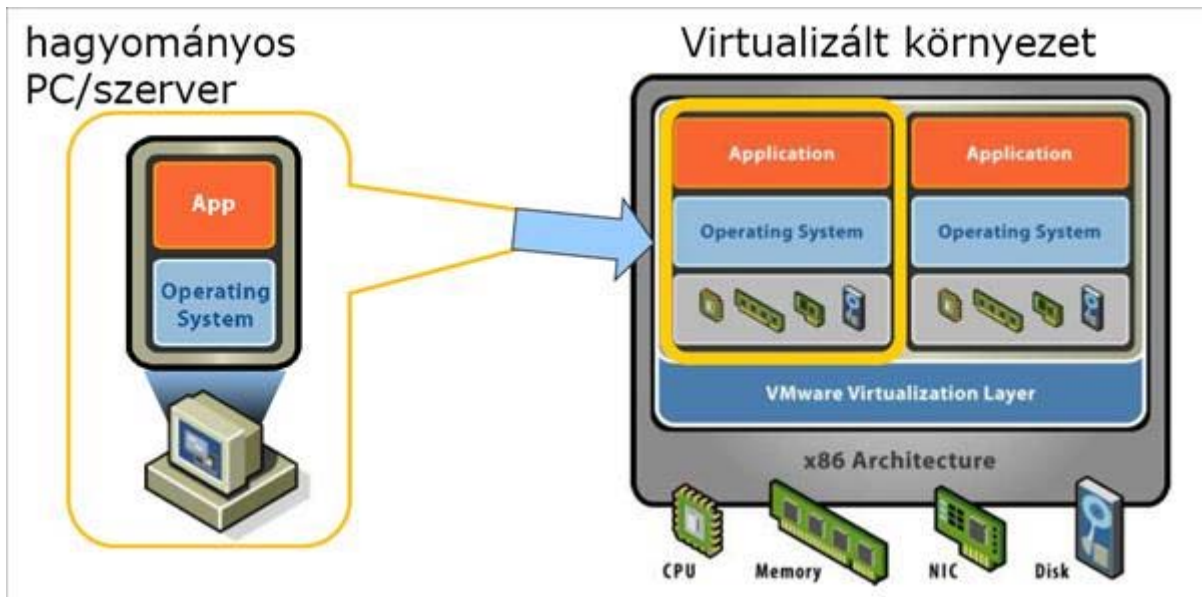 hagyományos
PC/szerver
App
Operating
System
Virtualizált környezet
Application
Application
Operating System
Operating System
VMware Virtualization Layer
x86 Architecture
CPU
Memory
NIC
Disk